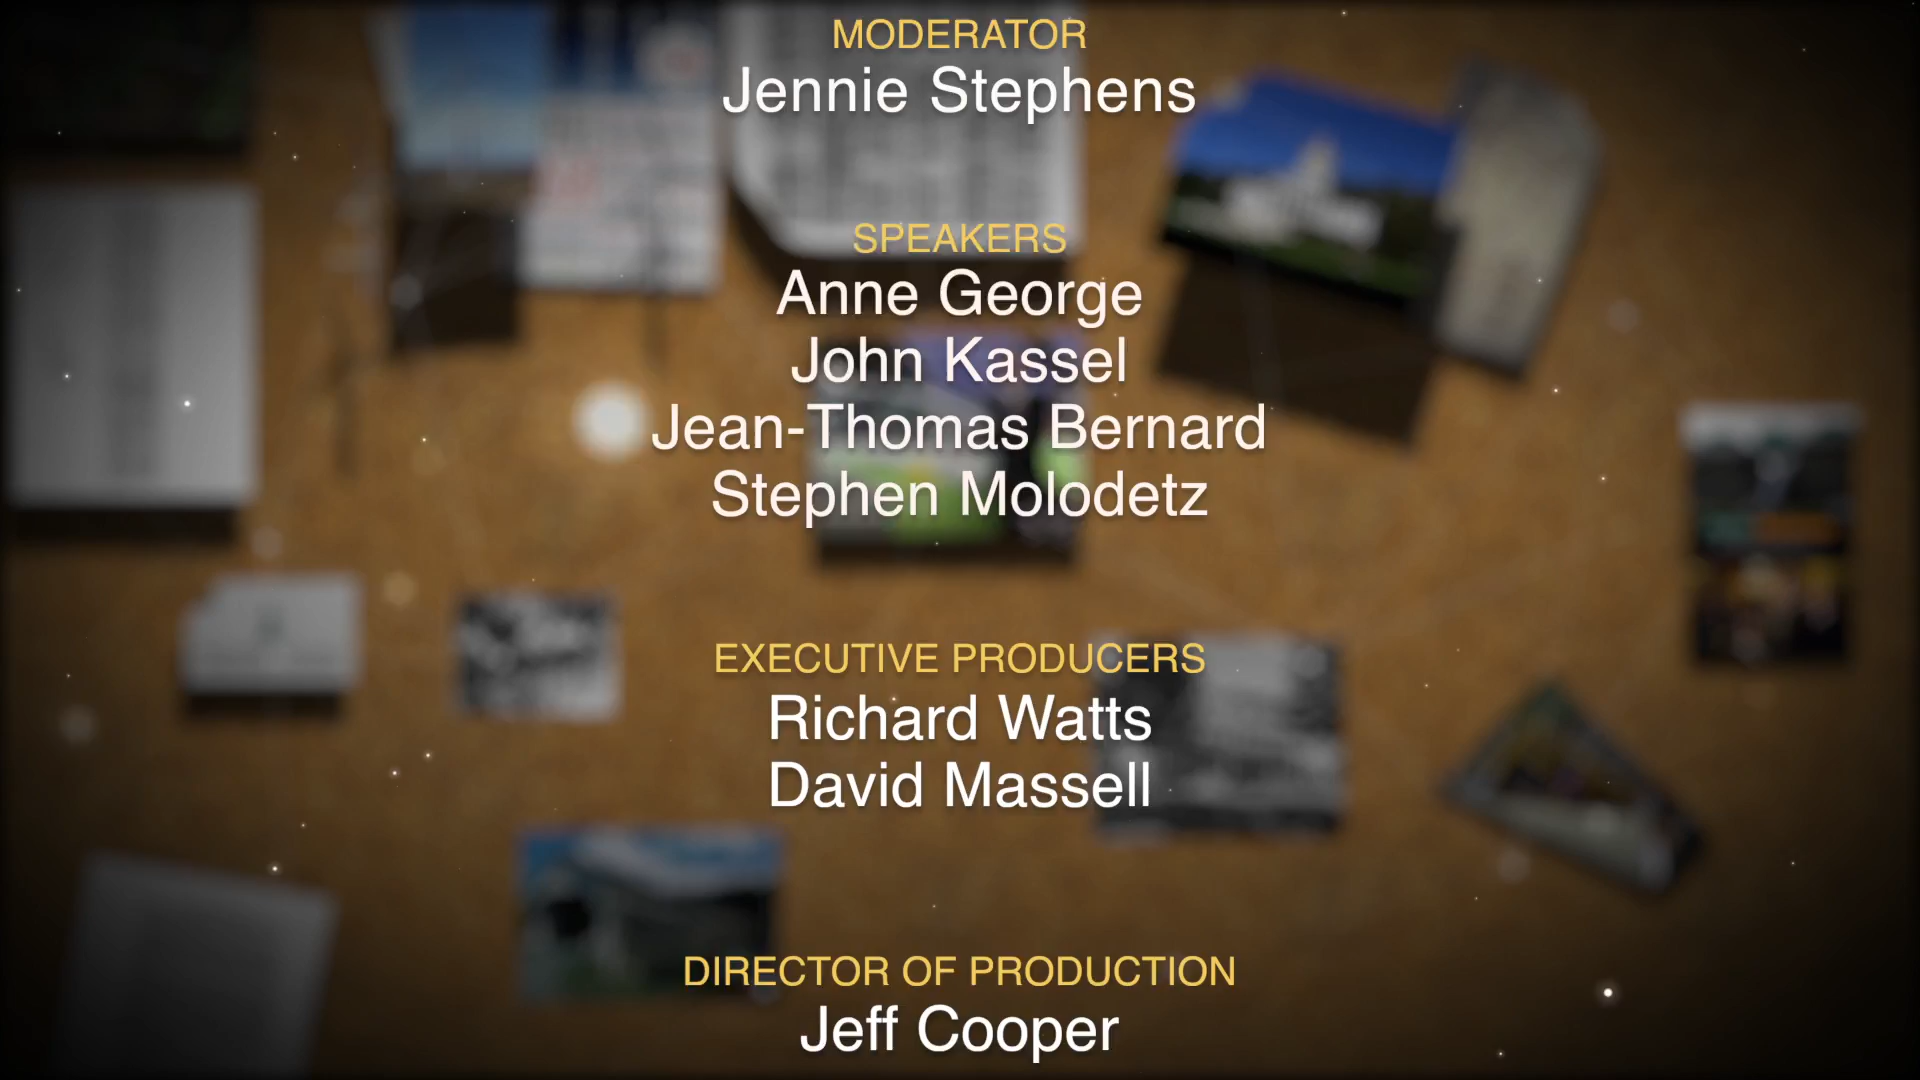 MODERATOR
Jennie Stephens
SPEAKERS
Anne George
John Kassel
Jean-Thomas Bernard
Stephen Molodetz
EXECUTIVE PRODUCERS
Richard Watts
David Massell
DIRECTOR OF PRODUCTION
Jeff Cooper